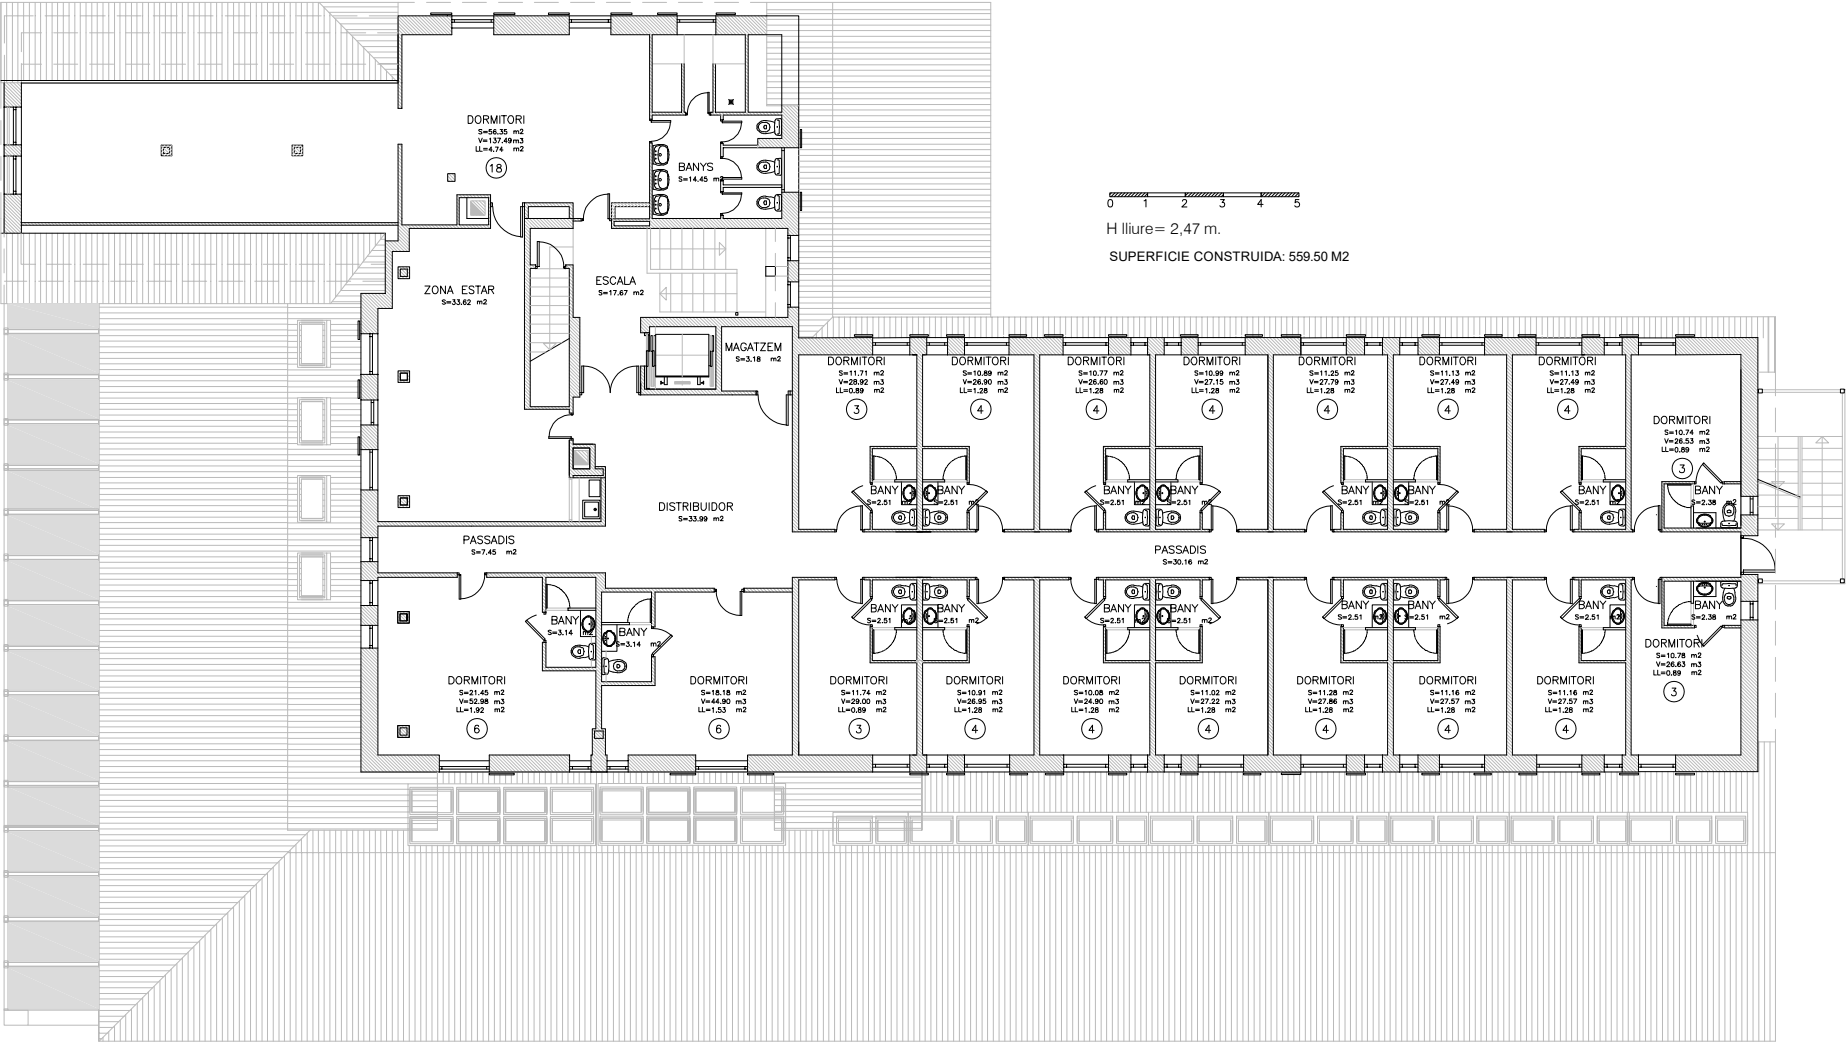 DORMITORI
S=56.35 m2
V=137.49m3
LL=4.74 m2
18
BANYS
S=14.45 m2
0 1 2 3 4 5
H lliure= 2,47 m.
SUPERFICIE CONSTRUIDA: 559.50 M2
ZONA ESTAR
S=33.62 m2
ESCALA
S=17.67 m2
MAGATZEM
S=3.18 m2
DORMITORI
S=11.71 m2
V=28.92 m3
LL=0.89 m2
3
DORMITORI
S=10.89 m2
V=26.90 m3
LL=1.28 m2
4
DORMITORI
S=10.77 m2
V=26.60 m3
LL=1.28 m2
4
DORMITORI
S=10.99 m2
V=27.15 m3
LL=1.28 m2
4
DORMITORI
S=11.25 m2
V=27.79 m3
LL=1.28 m2
4
DORMITORI
S=11.13 m2
V=27.49 m3
LL=1.28 m2
4
DORMITORI
S=11.13 m2
V=27.49 m3
LL=1.28 m2
4
DORMITORI
S=10.74 m2
V=26.53 m3
LL=0.89 m2
3
BANY
S=2.51 m2
BANY
S=2.51 m2
BANY
S=2.51 m2
BANY
S=2.51 m2
BANY
S=2.51 m2
BANY
S=2.51 m2
BANY
S=2.51 m2
BANY
S=2.38 m2
DISTRIBUIDOR
S=33.99 m2
PASSADIS
S=7.45 m2
PASSADIS
S=30.16 m2
BANY
S=3.14 m2
BANY
S=3.14 m2
BANY
S=2.51 m2
BANY
S=2.51 m2
BANY
S=2.51 m2
BANY
S=2.51 m2
BANY
S=2.51 m2
BANY
S=2.51 m2
BANY
S=2.51 m2
BANY
S=2.38 m2
DORMITORI
S=21.45 m2
V=52.98 m3
LL=1.92 m2
6
DORMITORI
S=18.18 m2
V=44.90 m3
LL=1.53 m2
6
DORMITORI
S=11.74 m2
V=29.00 m3
LL=0.89 m2
3
DORMITORI
S=10.91 m2
V=26.95 m3
LL=1.28 m2
4
DORMITORI
S=10.08 m2
V=24.90 m3
LL=1.28 m2
4
DORMITORI
S=11.02 m2
V=27.22 m3
LL=1.28 m2
4
DORMITORI
S=11.28 m2
V=27.86 m3
LL=1.28 m2
4
DORMITORI
S=11.16 m2
V=27.57 m3
LL=1.28 m2
4
DORMITORI
S=11.16 m2
V=27.57 m3
LL=1.28 m2
4
DORMITORI
S=10.78 m2
V=26.63 m3
LL=0.89 m2
3